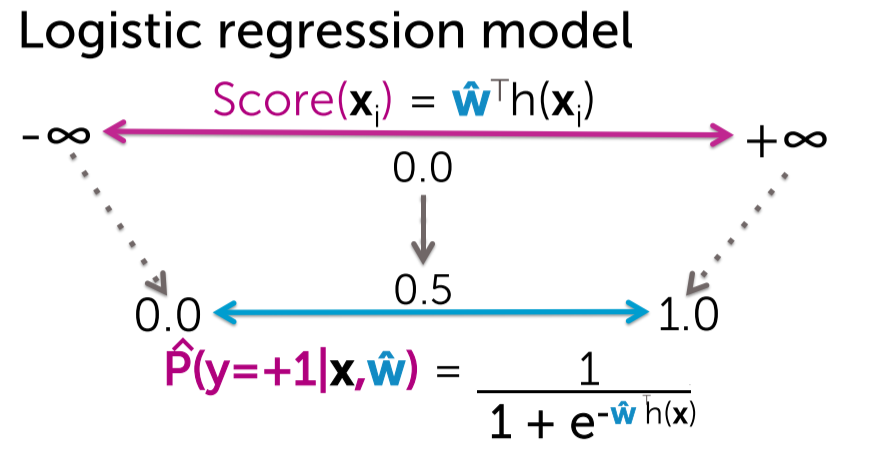 Logistic regression model
Score(xᵢ) = ŵᵀh(xᵢ)
-∞
+∞
0.0
0.5
0.0
1.0
P̂(y=+1|x,ŵ) = 1
1 + e^-ŵᵀh(x)